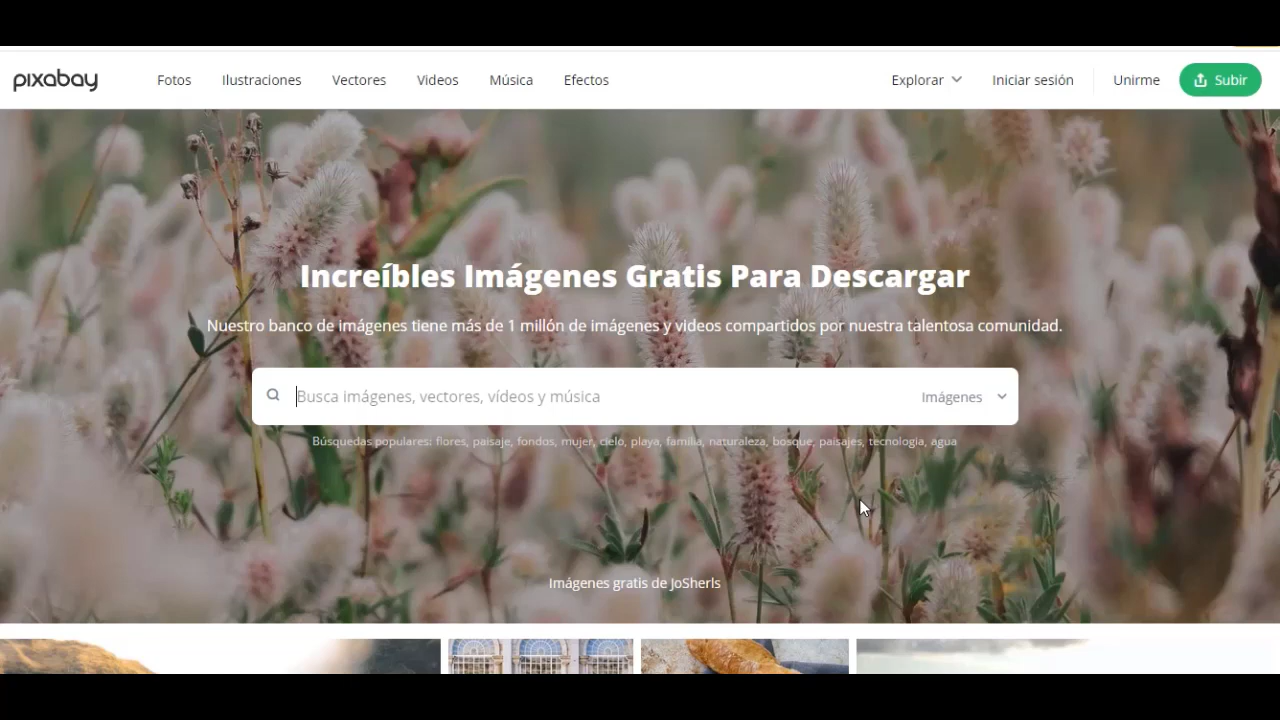 pixabay
Fotos Ilustraciones Vectores Videos Música Efectos Explorar Iniciar sesión Unirme Subir
Increíbles Imágenes Gratis Para Descargar
Nuestro banco de imágenes tiene más de 1 millón de imágenes y videos compartidos por nuestra talentosa comunidad.
Busca imágenes, vectores, vídeos y música Imágenes
Búsquedas populares: flores, paisaje, fondos, mujer, cielo, playa, familia, naturaleza, bosque, paisajes, tecnologia, agua
Imágenes gratis de JoSherls